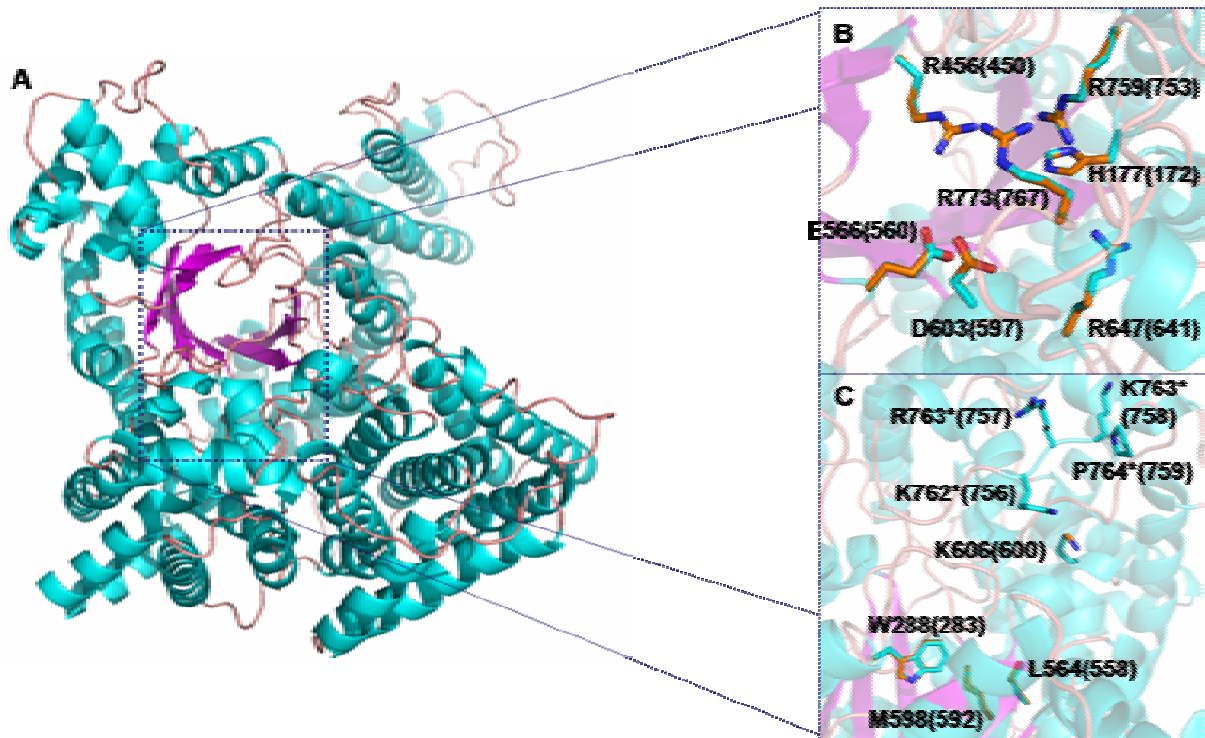 A
B
R456(450)
R759(753)
H177(172)
R773(767)
E566(560)
D603(597)
R647(641)
C
K763*
(758)
R763*(757)
P764*(759)
K762*(756)
K606(600)
W288(283)
L564(558)
M598(592)